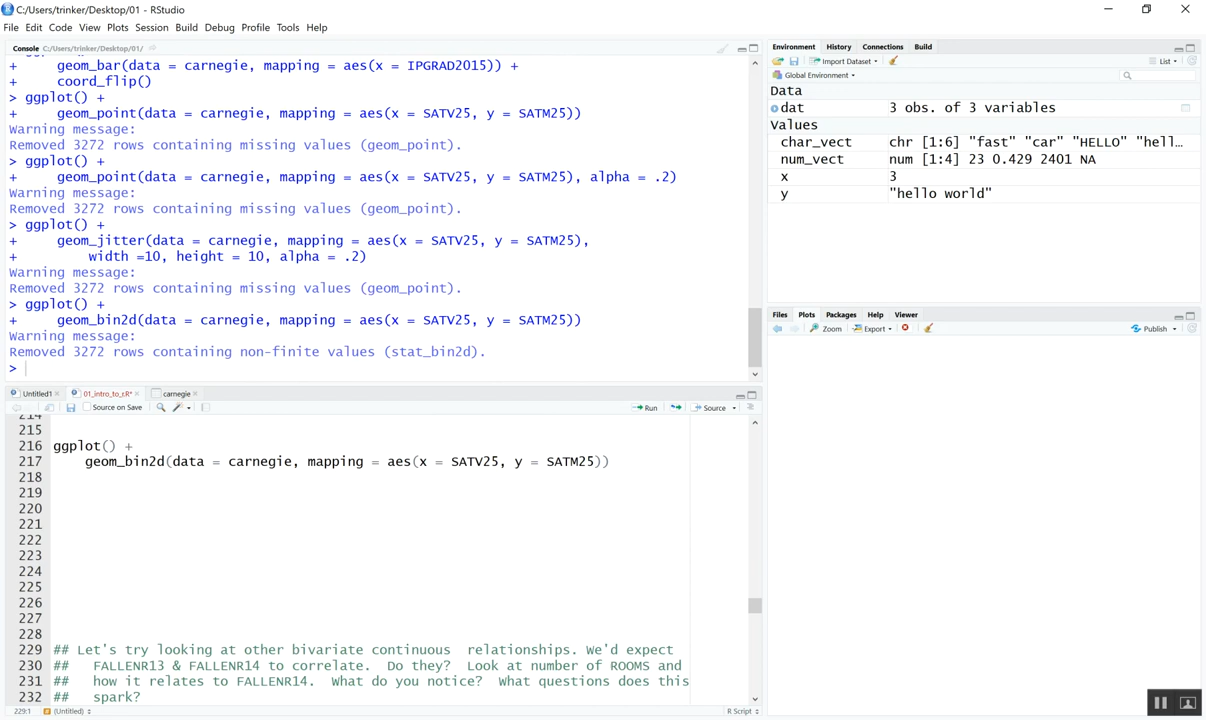 C:/Users/trinker/Desktop/01 - RStudio
File Edit Code View Plots Session Build Debug Profile Tools Help
Console C:/Users/trinker/Desktop/01/
+     geom_bar(data = carnegie, mapping = aes(x = IPGRAD2015)) +
+     coord_flip()
> ggplot() +
+     geom_point(data = carnegie, mapping = aes(x = SATV25, y = SATM25))
Warning message:
Removed 3272 rows containing missing values (geom_point).
> ggplot() +
+     geom_point(data = carnegie, mapping = aes(x = SATV25, y = SATM25), alpha = .2)
Warning message:
Removed 3272 rows containing missing values (geom_point).
> ggplot() +
+     geom_jitter(data = carnegie, mapping = aes(x = SATV25, y = SATM25),
+         width =10, height = 10, alpha = .2)
Warning message:
Removed 3272 rows containing missing values (geom_point).
> ggplot() +
+     geom_bin2d(data = carnegie, mapping = aes(x = SATV25, y = SATM25))
Warning message:
Removed 3272 rows containing non-finite values (stat_bin2d).
>
Untitled1 01_intro_to_r.R* carnegie
Source on Save Run Source
214
215
216 ggplot() +
217     geom_bin2d(data = carnegie, mapping = aes(x = SATV25, y = SATM25))
218
219
220
221
222
223
224
225
226
227
228
229 ## Let's try looking at other bivariate continuous  relationships. We'd expect
230 ##   FALLENR13 & FALLENR14 to correlate.  Do they?  Look at number of ROOMS and
231 ##   how it relates to FALLENR14.  What do you notice?  What questions does this
232 ##   spark?
229:1 (Untitled) R Script
Environment History Connections Build
Import Dataset List
Global Environment
Data
dat 3 obs. of 3 variables
Values
char_vect chr [1:6] "fast" "car" "HELLO" "hell...
num_vect num [1:4] 23 0.429 2401 NA
x 3
y "hello world"
Files Plots Packages Help Viewer
Zoom Export Publish